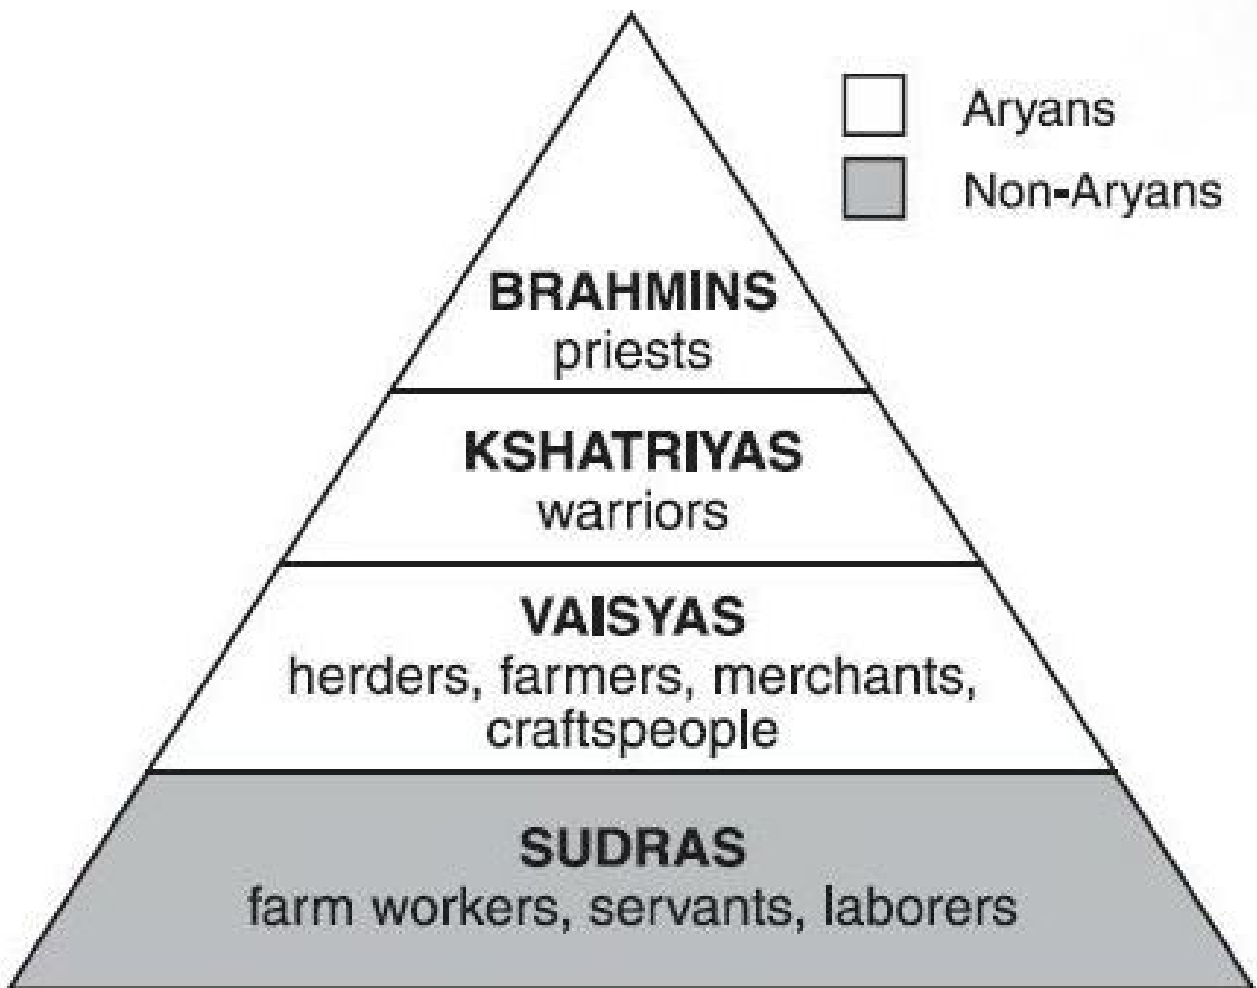 Aryans
Non-Aryans
BRAHMINS
priests
KSHATRIYAS
warriors
VAISYAS
herders, farmers, merchants,
craftspeople
SUDRAS
farm workers, servants, laborers